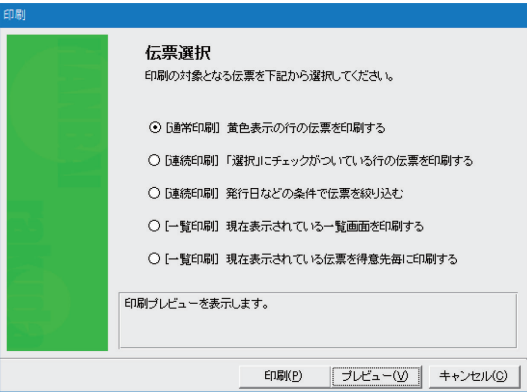 印刷
伝票選択
印刷の対象となる伝票を下記から選択してください。
[通常印刷] 黄色表示の行の伝票を印刷する
[連続印刷] 「選択」にチェックがついている行の伝票を印刷する
[連続印刷] 発行日などの条件で伝票を絞り込む
[一覧印刷] 現在表示されている一覧画面を印刷する
[一覧印刷] 現在表示されている伝票を得意先毎に印刷する
印刷プレビューを表示します。
印刷(P) プレビュー(V) キャンセル(C)